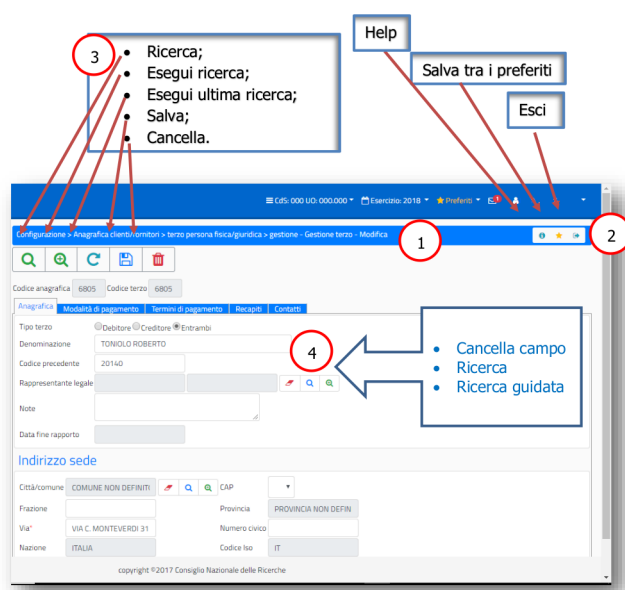 Help
3
• Ricerca;
• Esegui ricerca;
• Esegui ultima ricerca;
• Salva;
• Cancella.
Salva tra i preferiti
Esci
CdS: 000 UO: 000.000 Esercizio: 2018 Preferiti 1
Configurazione > Anagrafica clienti/fornitori > terzo persona fisica/giuridica > gestione - Gestione terzo - Modifica
1
2
Codice anagrafica 6805 Codice terzo 6805
Anagrafica Modalità di pagamento Termini di pagamento Recapiti Contatti
Tipo terzo Debitore Creditore Entrambi
Denominazione TONIOLO ROBERTO
4
Codice precedente 20140
Rappresentante legale
Note
Data fine rapporto
• Cancella campo
• Ricerca
• Ricerca guidata
Indirizzo sede
Città/comune COMUNE NON DEFINITI CAP
Frazione Provincia PROVINCIA NON DEFIN
Via* VIA C. MONTEVERDI 31 Numero civico
Nazione ITALIA Codice Iso IT
copyright ©2017 Consiglio Nazionale delle Ricerche